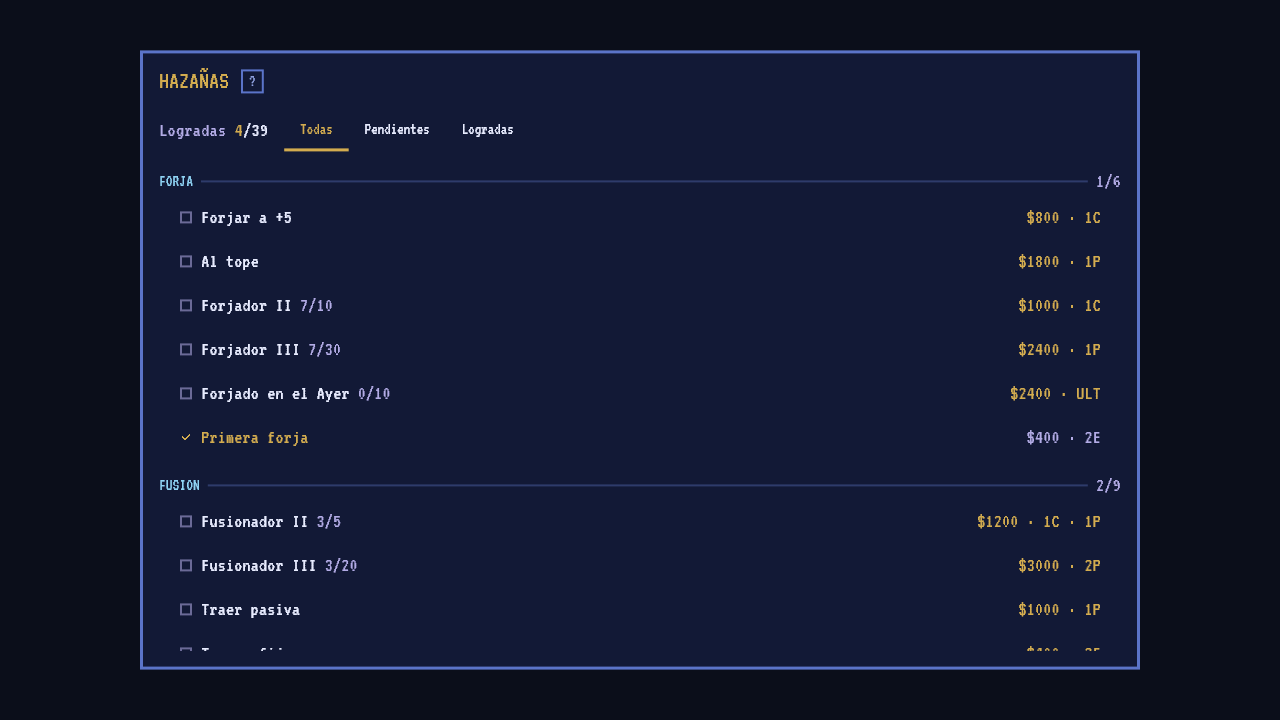 HAZAÑAS ?
Logradas 4/39 Todas Pendientes Logradas
FORJA 1/6
Forjar a +5 $800 · 1C
Al tope $1800 · 1P
Forjador II 7/10 $1000 · 1C
Forjador III 7/30 $2400 · 1P
Forjado en el Ayer 0/10 $2400 · ULT
Primera forja $400 · 2E
FUSION 2/9
Fusionador II 3/5 $1200 · 1C · 1P
Fusionador III 3/20 $3000 · 2P
Traer pasiva $1000 · 1P